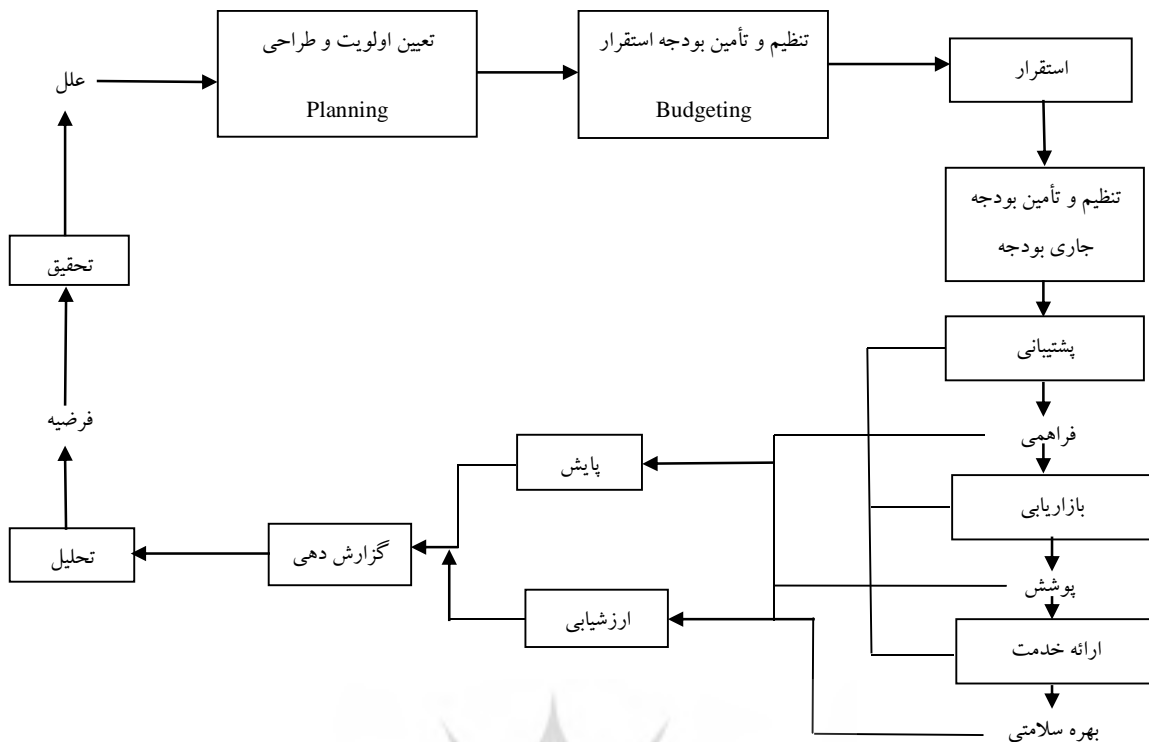 تعیین اولویت و طراحی
Planning
تنظیم و تأمین بودجه استقرار
Budgeting
استقرار
علل
تنظیم و تأمین بودجه
جاری بودجه
تحقیق
پشتیبانی
فراهمی
فرضیه
پایش
بازاریابی
گزارش دهی
تحلیل
پوشش
ارزشیابی
ارائه خدمت
بهره سلامتی